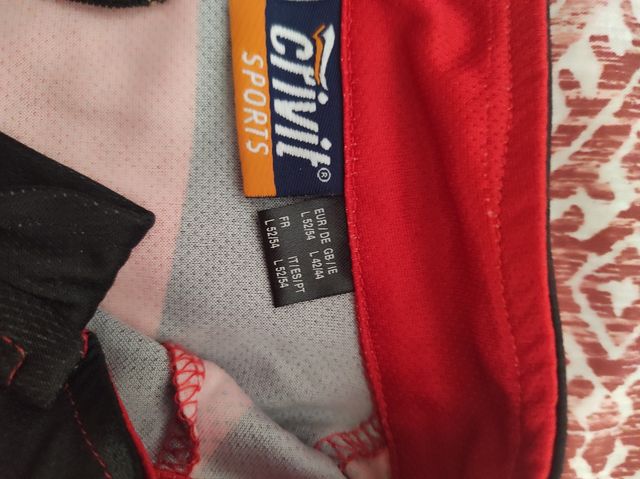 crivit®
SPORTS
EUR/DE GB/IE
L 52/54 L 42/44
FR IT/ES/PT
L 52/54 L 52/54